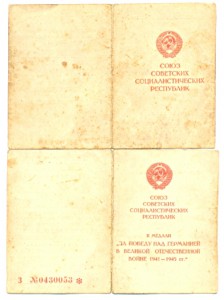 СОЮЗ
СОВЕТСКИХ
СОЦИАЛИСТИЧЕСКИХ
РЕСПУБЛИК
СОЮЗ
СОВЕТСКИХ
СОЦИАЛИСТИЧЕСКИХ
РЕСПУБЛИК
К МЕДАЛИ
„ЗА ПОБЕДУ НАД ГЕРМАНИЕЙ
В ВЕЛИКОЙ ОТЕЧЕСТВЕННОЙ
ВОЙНЕ 1941—1945 гг.“
З №0430053 *